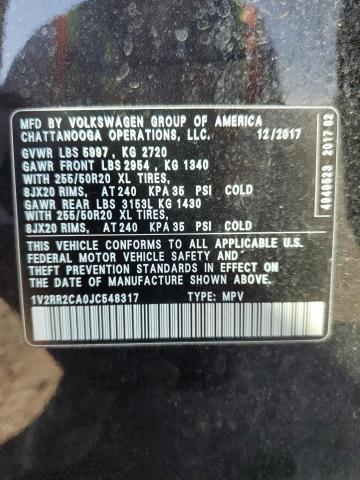 MFD BY VOLKSWAGEN GROUP OF AMERICA
CHATTANOOGA OPERATIONS, LLC. 12/2017
GVWR LBS 5997 , KG 2720
GAWR FRONT LBS 2954 , KG 1340
WITH 255/50R20 XL TIRES,
8JX20 RIMS, AT 240 KPA 35 PSI COLD
GAWR REAR LBS 3153L KG 1430
WITH 255/50R20 XL TIRES,
8JX20 RIMS, AT 240 KPA 35 PSI COLD
THIS VEHICLE CONFORMS TO ALL APPLICABLE U.S.
FEDERAL MOTOR VEHICLE SAFETY AND
THEFT PREVENTION STANDARDS IN EFFECT ON
THE DATE OF MANUFACTURE SHOWN ABOVE.
1V2RR2CA0JC548317 TYPE: MPV
4040523 2017 02